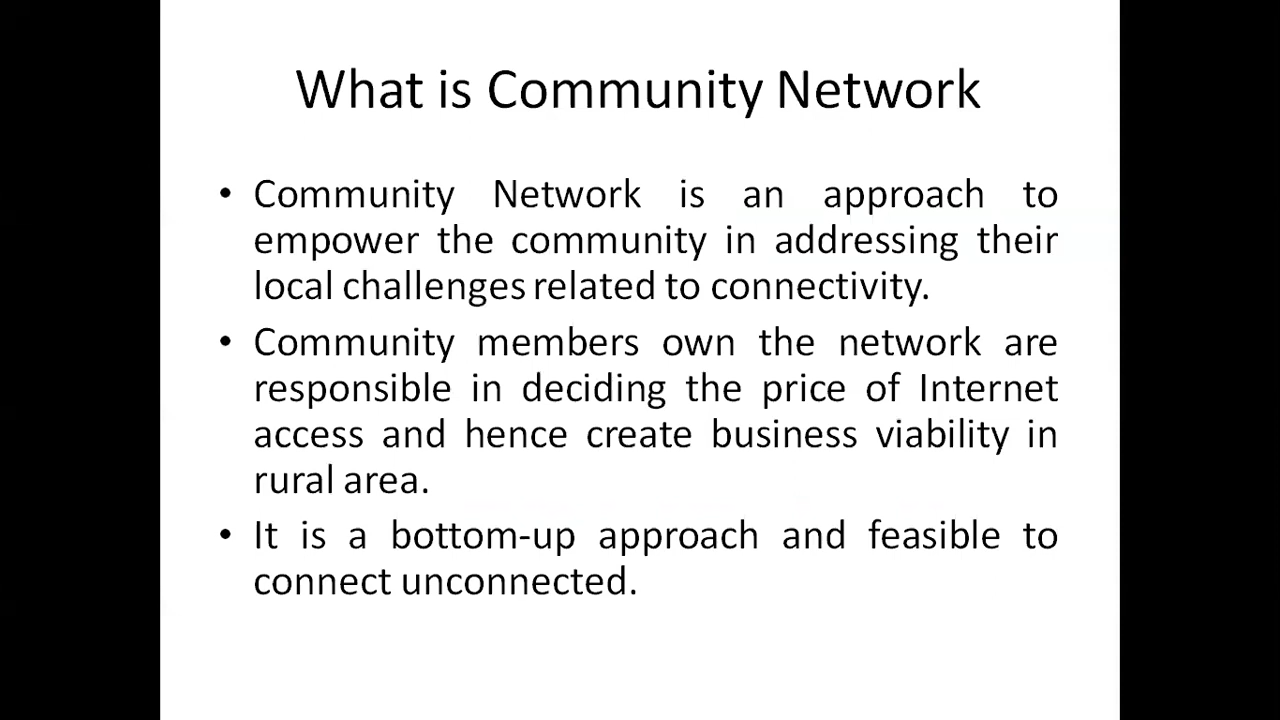 What is Community Network
• Community Network is an approach to
empower the community in addressing their
local challenges related to connectivity.
• Community members own the network are
responsible in deciding the price of Internet
access and hence create business viability in
rural area.
• It is a bottom-up approach and feasible to
connect unconnected.